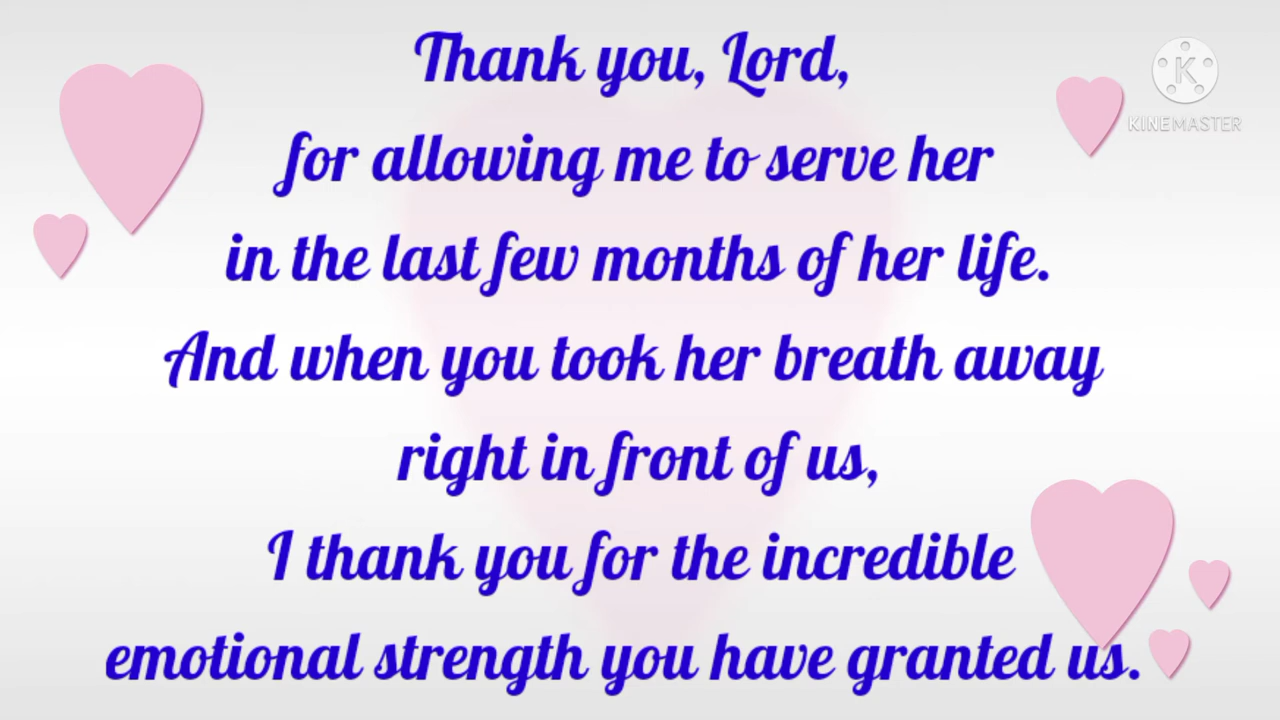 Thank you, Lord,
for allowing me to serve her
in the last few months of her life.
And when you took her breath away
right in front of us,
I thank you for the incredible
emotional strength you have granted us.
K
KINEMASTER